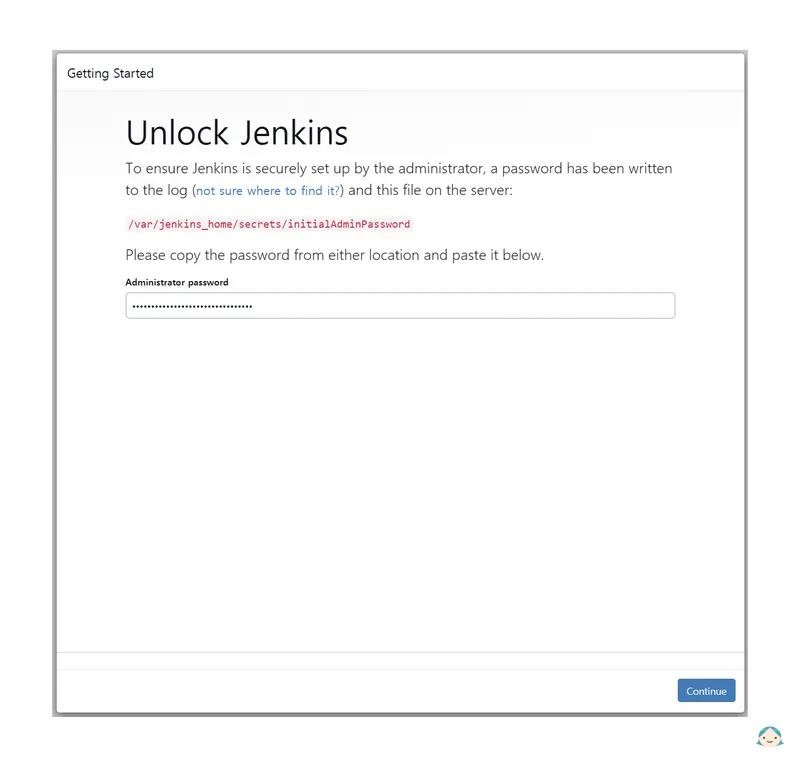 Getting Started
Unlock Jenkins
To ensure Jenkins is securely set up by the administrator, a password has been written
to the log (not sure where to find it?) and this file on the server:
/var/jenkins_home/secrets/initialAdminPassword
Please copy the password from either location and paste it below.
Administrator password
••••••••••••••••••••••••••••••••
Continue